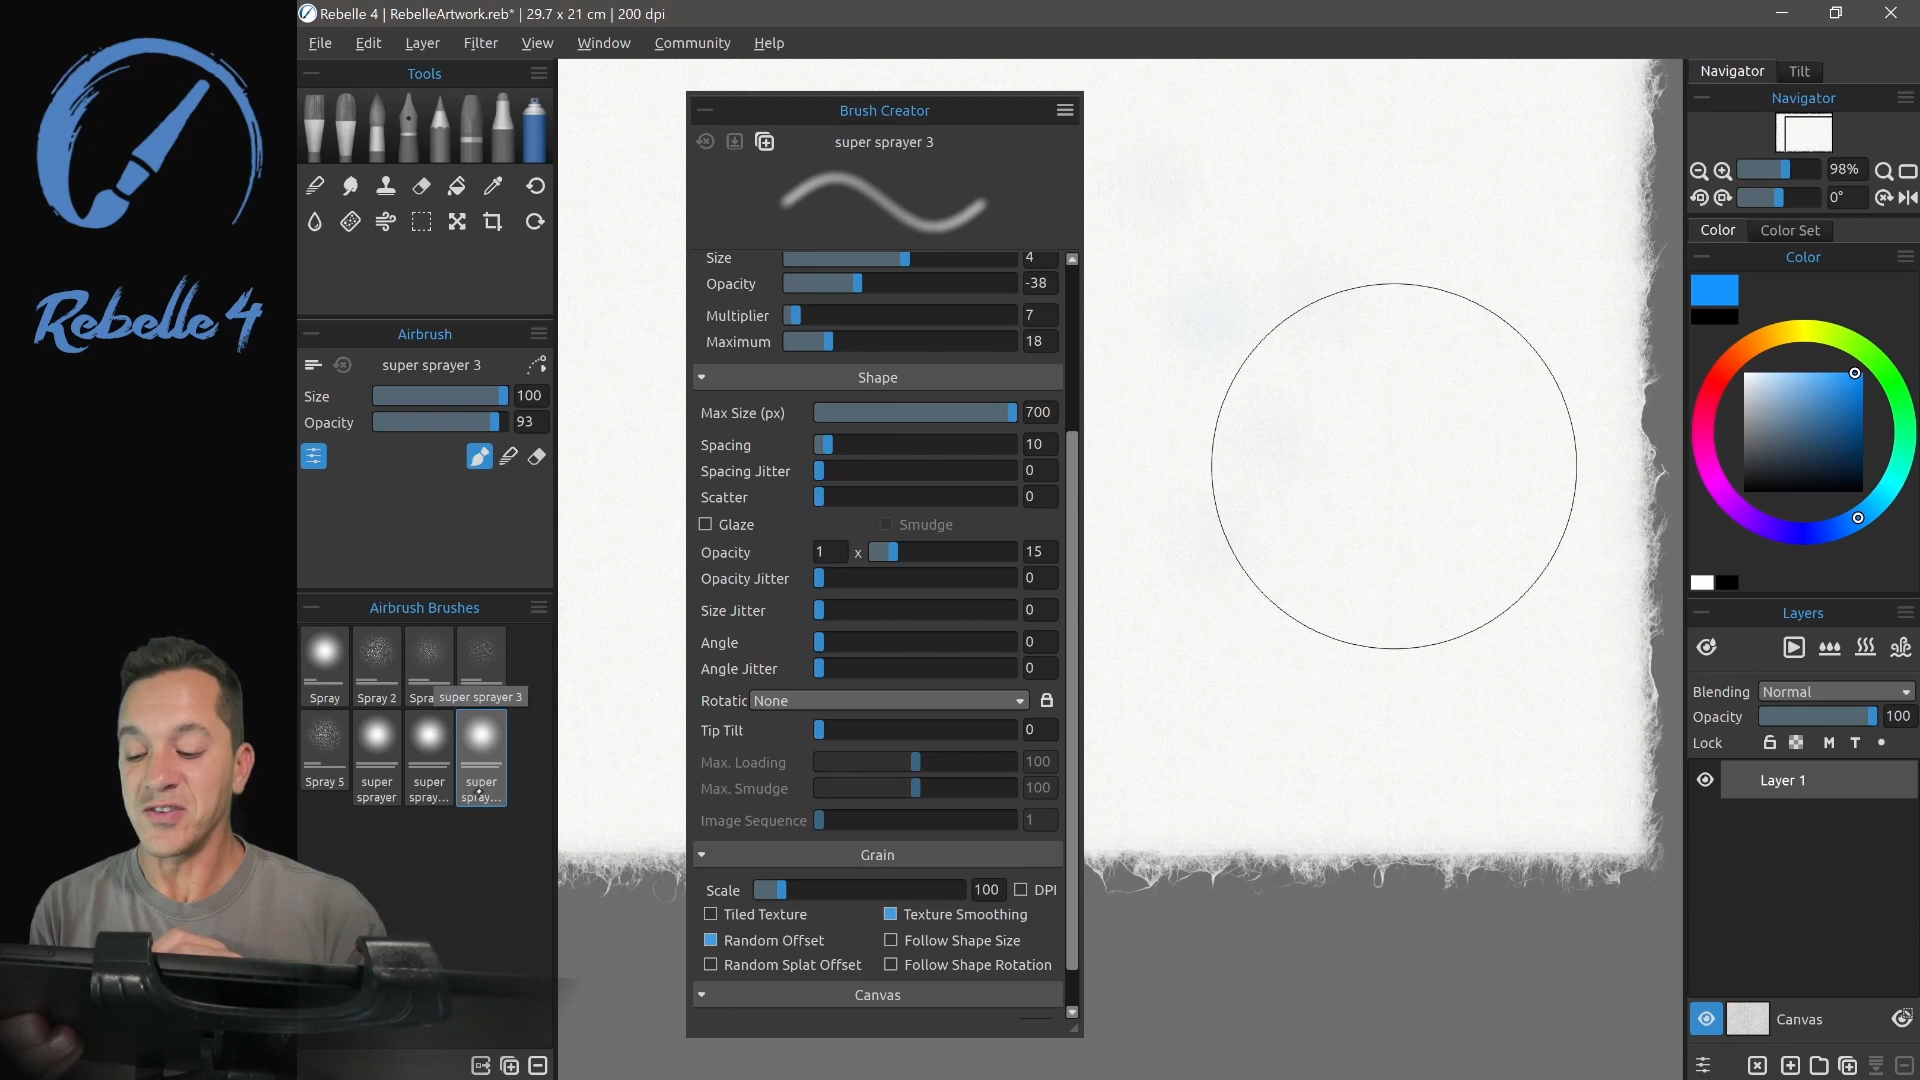 Rebelle 4 | RebelleArtwork.reb* | 29.7 x 21 cm | 200 dpi
File Edit Layer Filter View Window Community Help
Tools
Rebelle 4
Airbrush
super sprayer 3
Size 100
Opacity 93
Airbrush Brushes
Spray Spray 2 Spra
super sprayer 3
Spray 5
super sprayer
super spray...
super spray...
Brush Creator
super sprayer 3
Size 4
Opacity -38
Multiplier 7
Maximum 18
Shape
Max Size (px) 700
Spacing 10
Spacing Jitter 0
Scatter 0
Glaze Smudge
Opacity 1 x 15
Opacity Jitter 0
Size Jitter 0
Angle 0
Angle Jitter 0
Rotatic None
Tip Tilt 0
Max. Loading 100
Max. Smudge 100
Image Sequence 1
Grain
Scale 100 DPI
Tiled Texture Texture Smoothing
Random Offset Follow Shape Size
Random Splat Offset Follow Shape Rotation
Canvas
Navigator Tilt
Navigator
98%
0°
Color Color Set
Color
Layers
Blending Normal
Opacity 100
Lock M T
Layer 1
Canvas